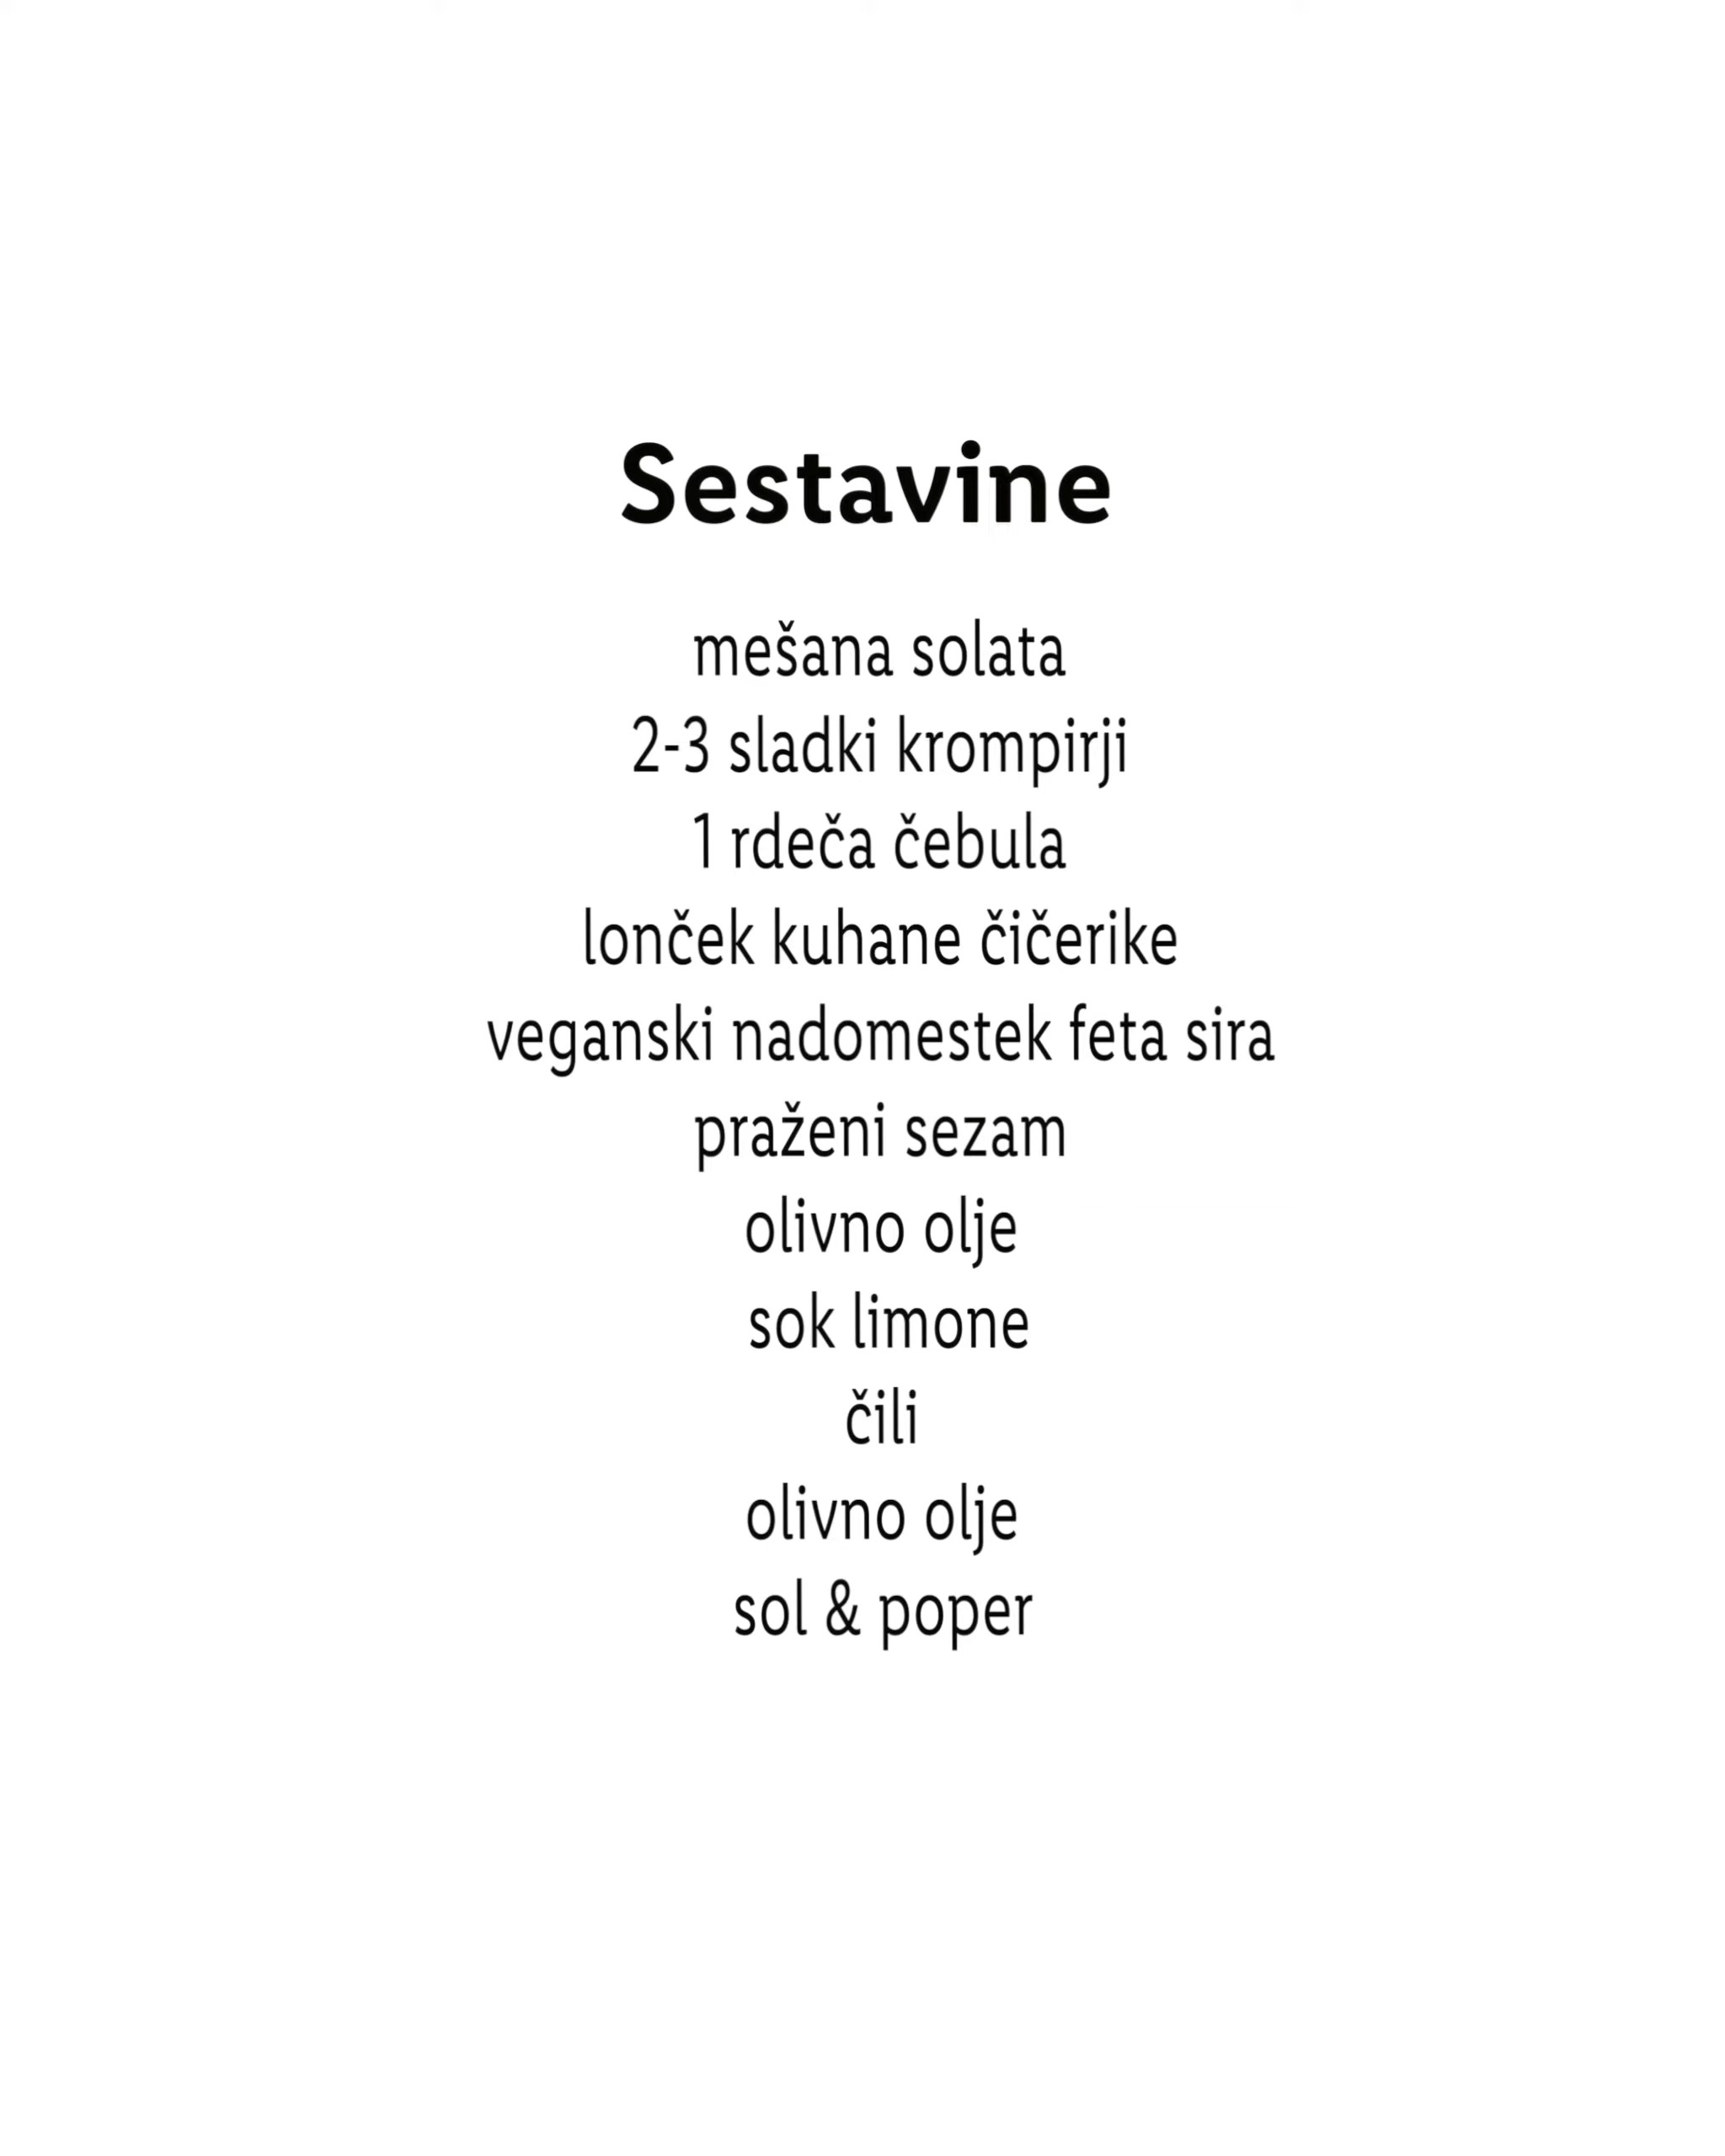 Sestavine
mešana solata
2-3 sladki krompirji
1 rdeča čebula
lonček kuhane čičerike
veganski nadomestek feta sira
praženi sezam
olivno olje
sok limone
čili
olivno olje
sol & poper